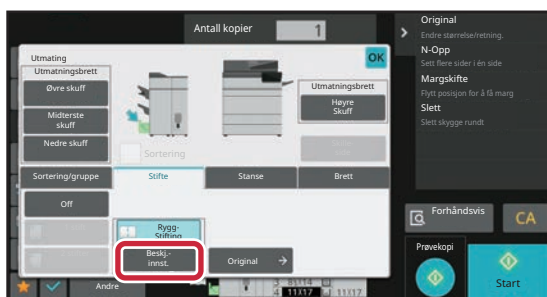 Antall kopier 1
Utmating
OK
Utmatningsbrett
Øvre skuff
Midterste
skuff
Nedre skuff
Sortering
Utmatningsbrett
Høyre
Skuff
Sortering/gruppe
Stifte
Stanse
Brett
Off
Rygg-
Stifting
Beskj.-
innst.
Original
Andre
11X17
Original
Endre størrelse/retning.
N-Opp
Sett flere sider i én side
Margskifte
Flytt posisjon for å få marg
Slett
Slett skygge rundt
Forhåndsvis
CA
Prøvekopi
Start